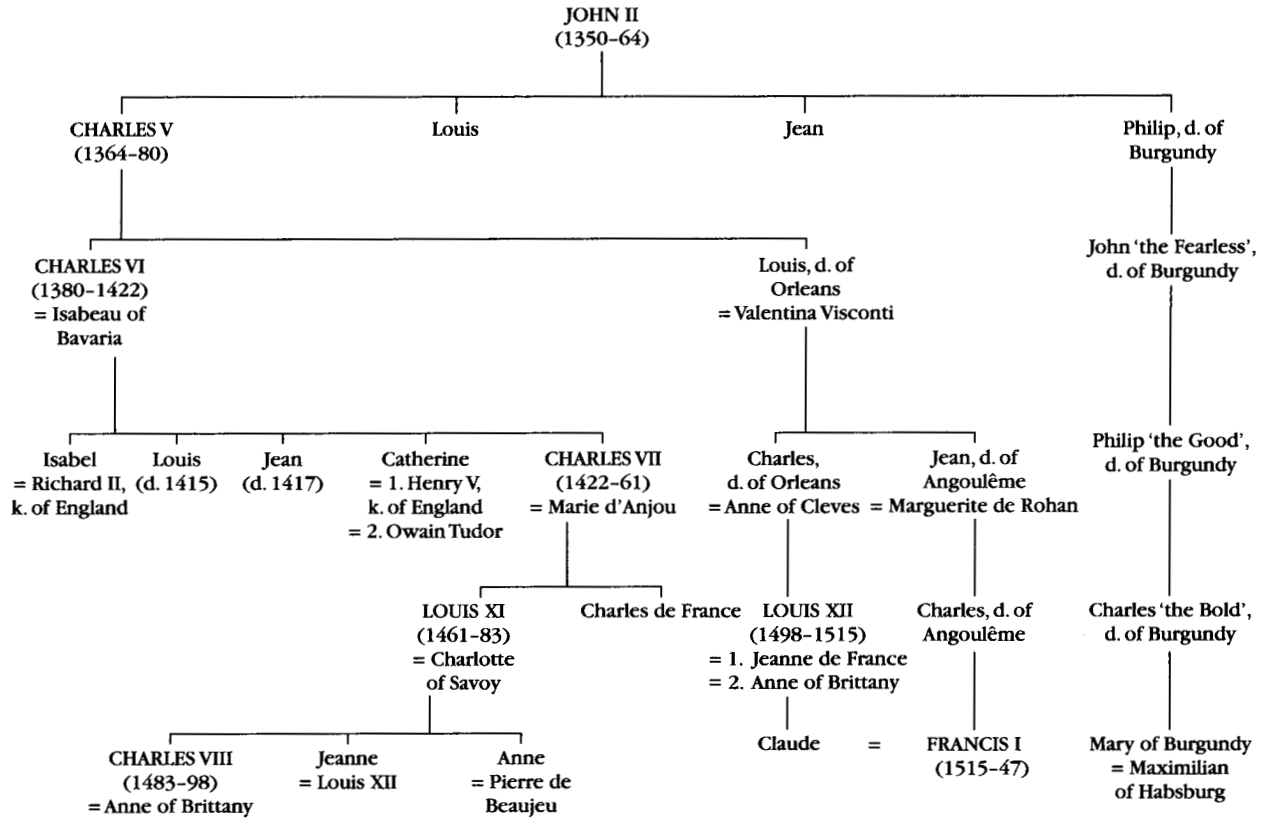 JOHN II
(1350–64)
CHARLES V
(1364–80)
Louis
Jean
Philip, d. of
Burgundy
CHARLES VI
(1380–1422)
= Isabeau of
Bavaria
Louis, d. of
Orleans
= Valentina Visconti
John 'the Fearless',
d. of Burgundy
Isabel
= Richard II,
k. of England
Louis
(d. 1415)
Jean
(d. 1417)
Catherine
= 1. Henry V,
k. of England
= 2. Owain Tudor
CHARLES VII
(1422–61)
= Marie d'Anjou
Charles,
d. of Orleans
= Anne of Cleves
Jean, d. of
Angoulême
= Marguerite de Rohan
Philip 'the Good',
d. of Burgundy
LOUIS XI
(1461–83)
= Charlotte
of Savoy
Charles de France
LOUIS XII
(1498–1515)
= 1. Jeanne de France
= 2. Anne of Brittany
Charles, d. of
Angoulême
Charles 'the Bold',
d. of Burgundy
CHARLES VIII
(1483–98)
= Anne of Brittany
Jeanne
= Louis XII
Anne
= Pierre de
Beaujeu
Claude = FRANCIS I
(1515–47)
Mary of Burgundy
= Maximilian
of Habsburg